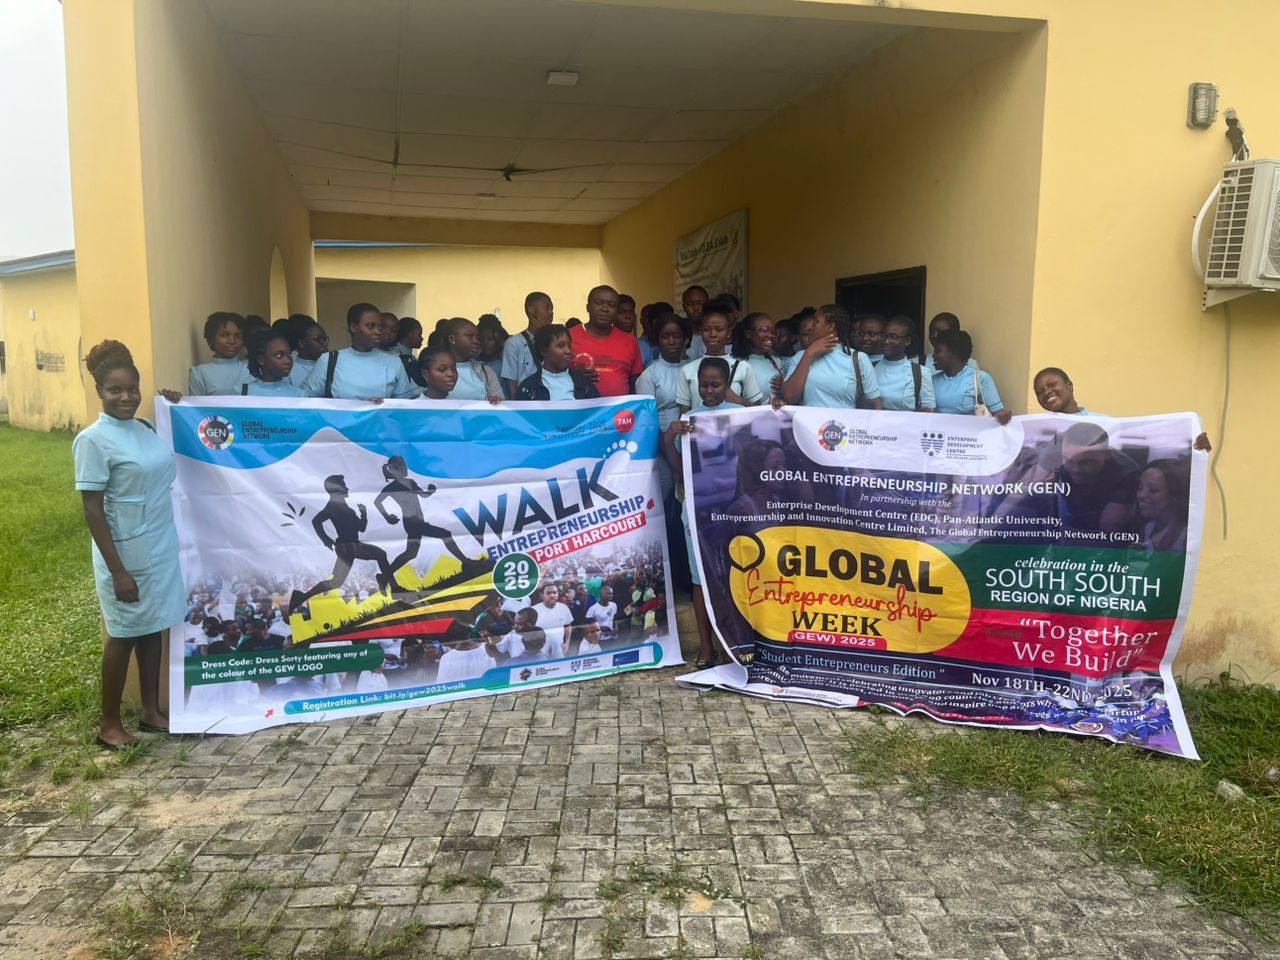 GEN
GLOBAL
ENTREPRENEURSHIP
NETWORK
7AM
WALK
ENTREPRENEURSHIP
PORT HARCOURT
2025
Dress Code: Dress Sorty featuring any of
the colour of the GEW LOGO
Registration Link: bit.ly/gew2025walk
GEN
GLOBAL
ENTREPRENEURSHIP
NETWORK
ENTERPRISE
DEVELOPMENT
CENTRE
GLOBAL ENTREPRENEURSHIP NETWORK (GEN)
In partnership with the
Enterprise Development Centre (EDC), Pan-Atlantic University,
Entrepreneurship and Innovation Centre Limited, The Global Entrepreneurship Network (GEN)
GLOBAL
Entrepreneurship
WEEK
(GEW) 2025
"Student Entrepreneurs Edition"
celebration in the
SOUTH SOUTH
REGION OF NIGERIA
"Together
We Build"
Nov 18TH-22ND, 2025